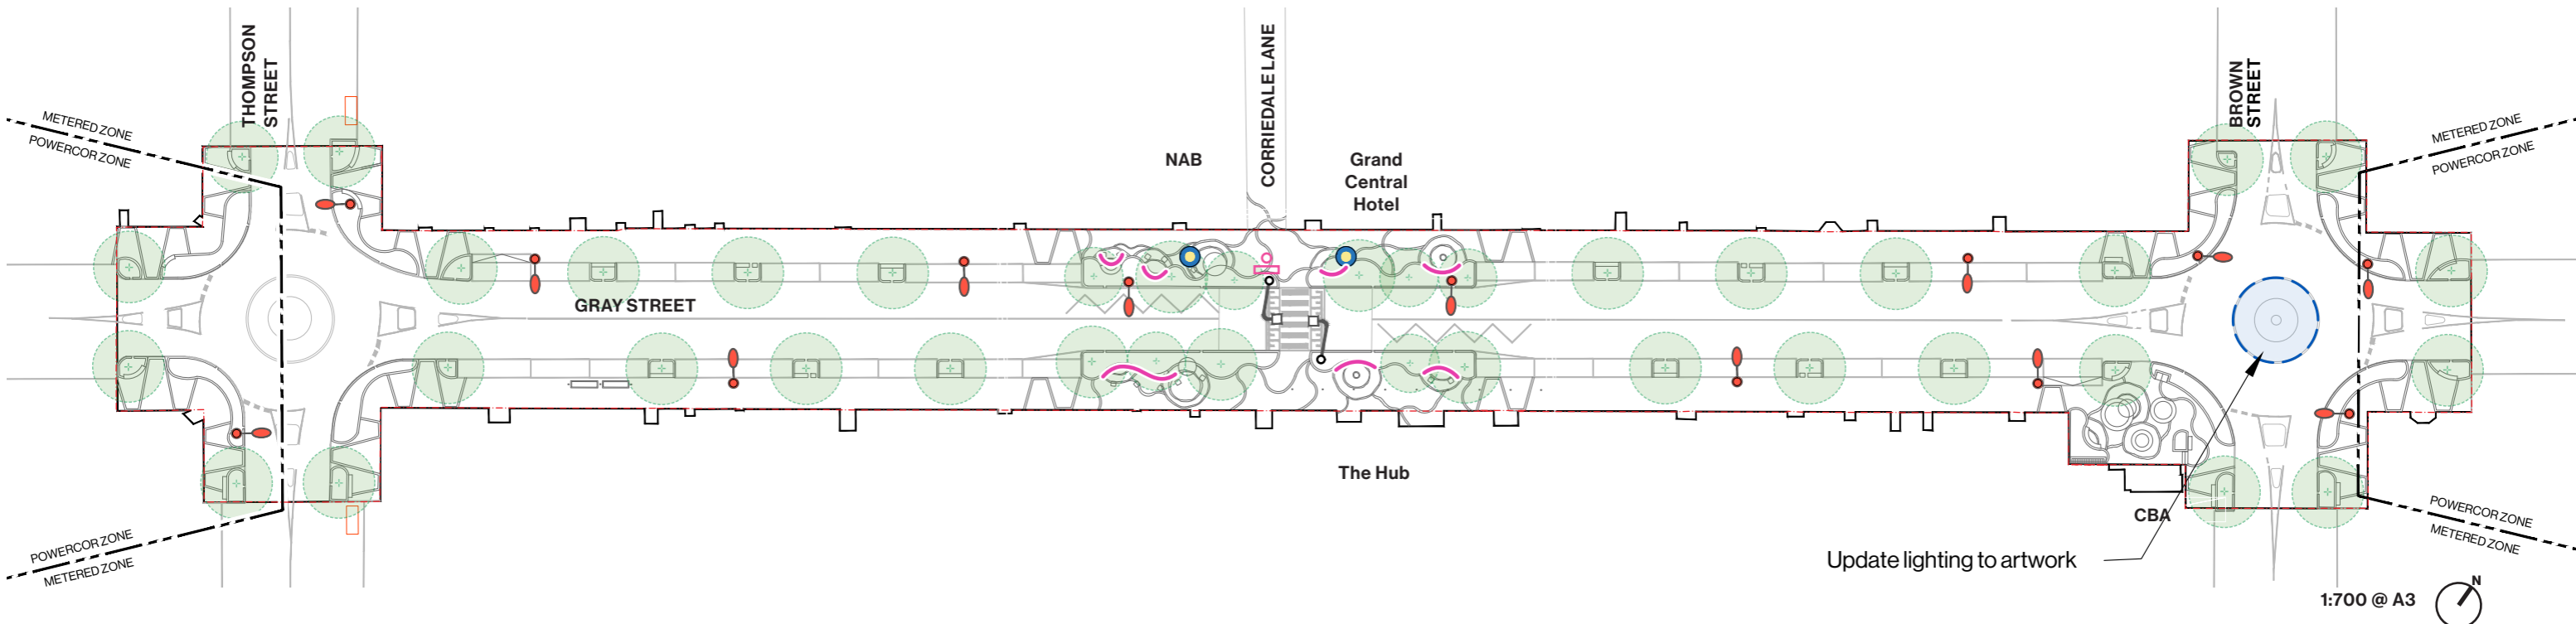 THOMPSON
STREET
CORRIEDALE LANE
BROWN
STREET
METERED ZONE
POWERCOR ZONE
METERED ZONE
POWERCOR ZONE
NAB
Grand
Central
Hotel
GRAY STREET
The Hub
CBA
POWERCOR ZONE
METERED ZONE
POWERCOR ZONE
METERED ZONE
Update lighting to artwork
1:700 @ A3
N